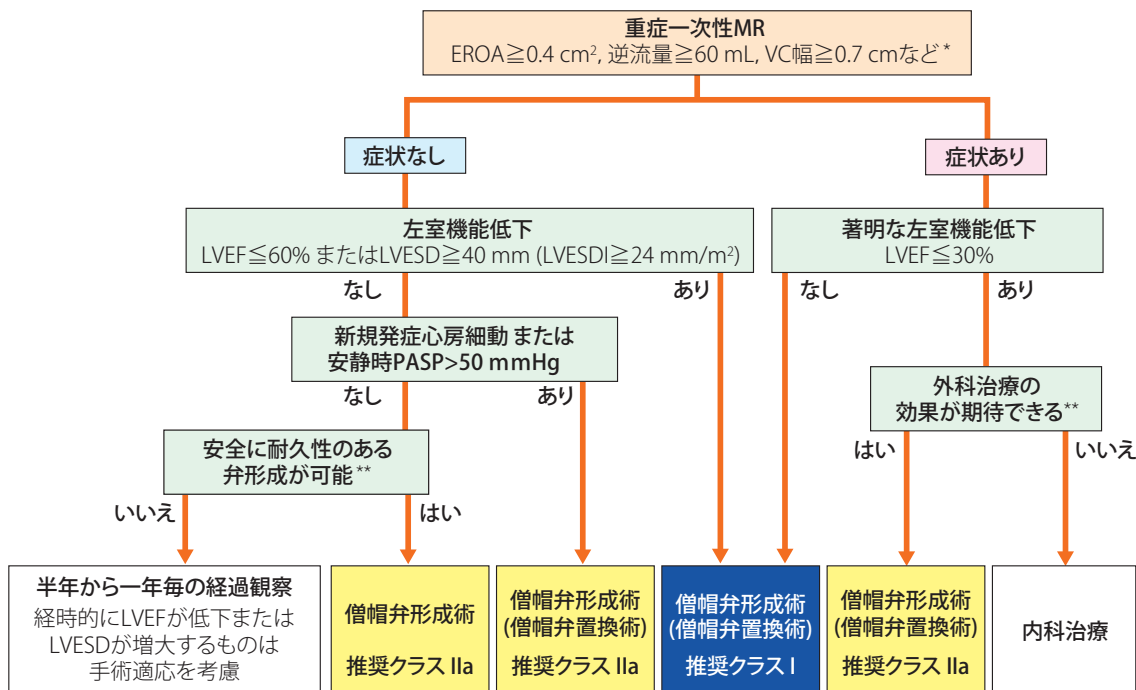 重症一次性MR
EROA≧0.4 cm², 逆流量≧60 mL, VC幅≧0.7 cmなど*
症状なし
症状あり
左室機能低下
LVEF≦60% またはLVESD≧40 mm (LVESDI≧24 mm/m²)
著明な左室機能低下
LVEF≦30%
なし
あり
なし
あり
新規発症心房細動 または
安静時PASP>50 mmHg
なし
あり
外科治療の
効果が期待できる**
はい
いいえ
安全に耐久性のある
弁形成が可能**
いいえ
はい
半年から一年毎の経過観察
経時的にLVEFが低下または
LVESDが増大するものは
手術適応を考慮
僧帽弁形成術
推奨クラス IIa
僧帽弁形成術
(僧帽弁置換術)
推奨クラス IIa
僧帽弁形成術
(僧帽弁置換術)
推奨クラス I
僧帽弁形成術
(僧帽弁置換術)
推奨クラス IIa
内科治療